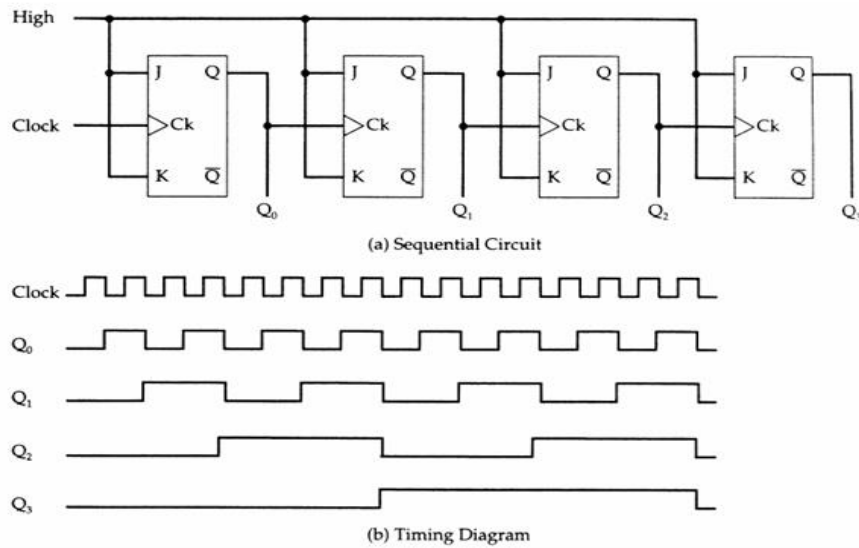 High
J Q J Q J Q J Q
Clock Ck Ck Ck Ck
K Q̅ K Q̅ K Q̅ K Q̅
Q₀ Q₁ Q₂
(a) Sequential Circuit
Clock
Q₀
Q₁
Q₂
Q₃
(b) Timing Diagram